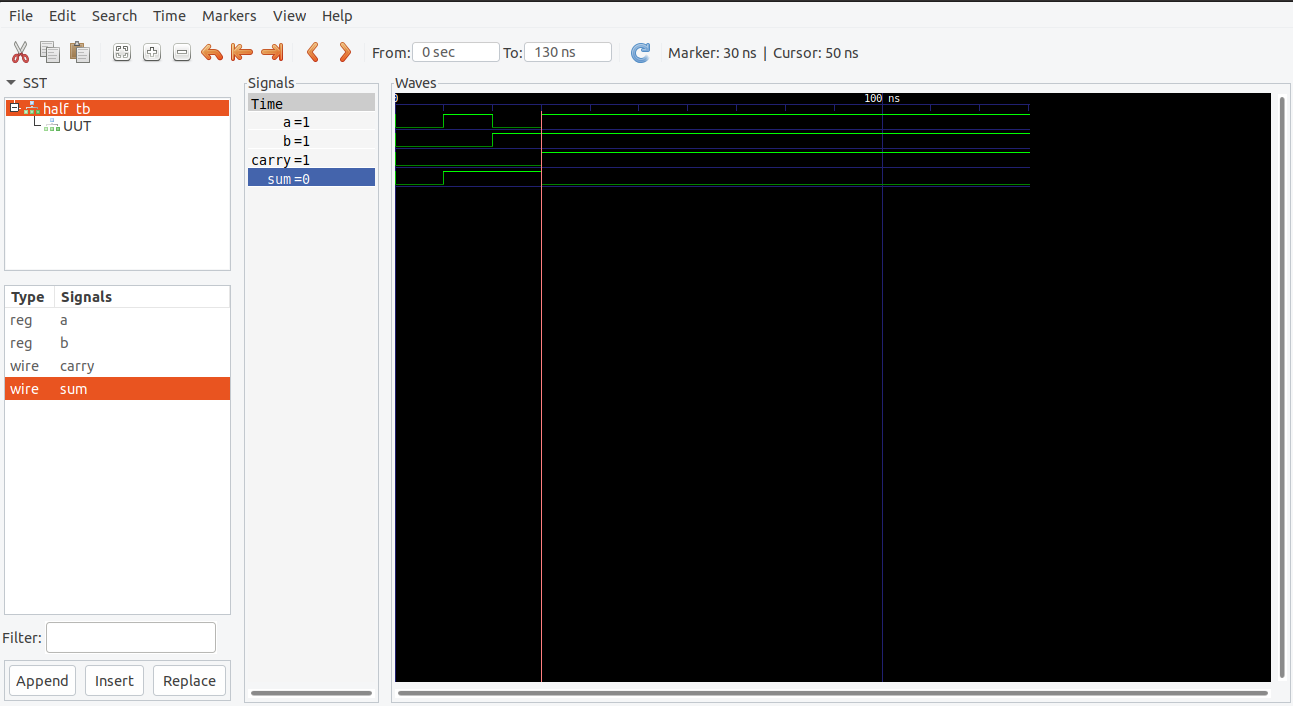 File Edit Search Time Markers View Help
From: 0 sec To: 130 ns Marker: 30 ns | Cursor: 50 ns
SST
half_tb
UUT
Type Signals
reg a
reg b
wire carry
wire sum
Filter:
Append Insert Replace
Signals
Time
a=1
b=1
carry=1
sum=0
Waves
0 100 ns